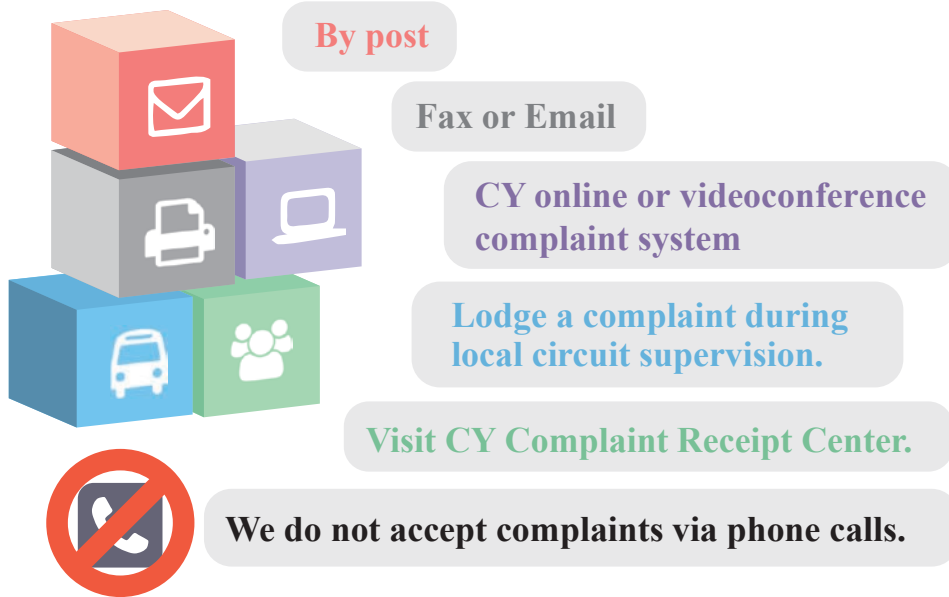 By post
Fax or Email
CY online or videoconference
complaint system
Lodge a complaint during
local circuit supervision.
Visit CY Complaint Receipt Center.
We do not accept complaints via phone calls.